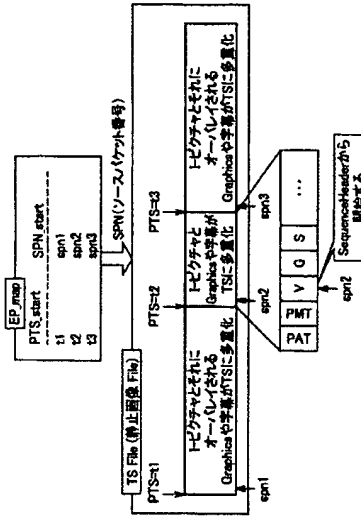 EP_map
PTS_start SPN_start
t1 spn1
t2 spn2
t3 spn3
SPN(ソースパケット番号)
TS File (静止画像 File)
PTS=t1
PTS=t2
PTS=t3
I-ピクチャとそれに
オーバレイされる
Graphicsや字幕がTSに多重化
I-ピクチャと
Graphicsや字幕が
TSに多重化
I-ピクチャとそれに
オーバレイされる
Graphicsや字幕がTSに多重化
spn1
spn2
spn3
PAT PMT V G S ...
spn2
SequenceHeaderから
開始する